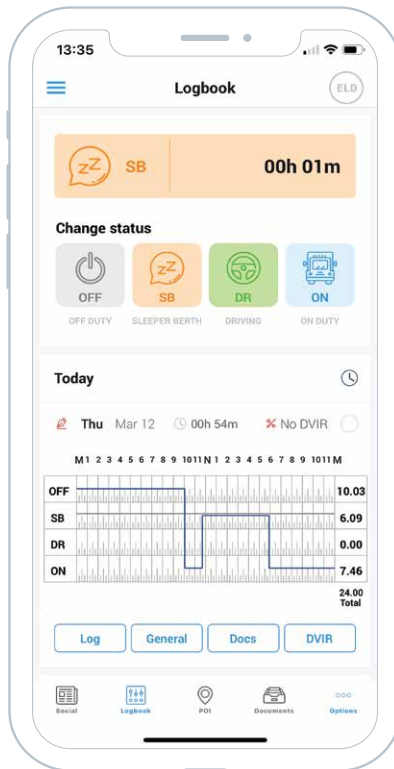 13:35
Logbook
ELD
zZ SB 00h 01m
Change status
OFF zZ SB DR ON
OFF DUTY SLEEPER BERTH DRIVING ON DUTY
Today
Thu Mar 12 00h 54m No DVIR
M 1 2 3 4 5 6 7 8 9 10 11 N 1 2 3 4 5 6 7 8 9 10 11 M
OFF 10.03
SB 6.09
DR 0.00
ON 7.46
24.00
Total
Log General Docs DVIR
Social Logbook POI Documents Options